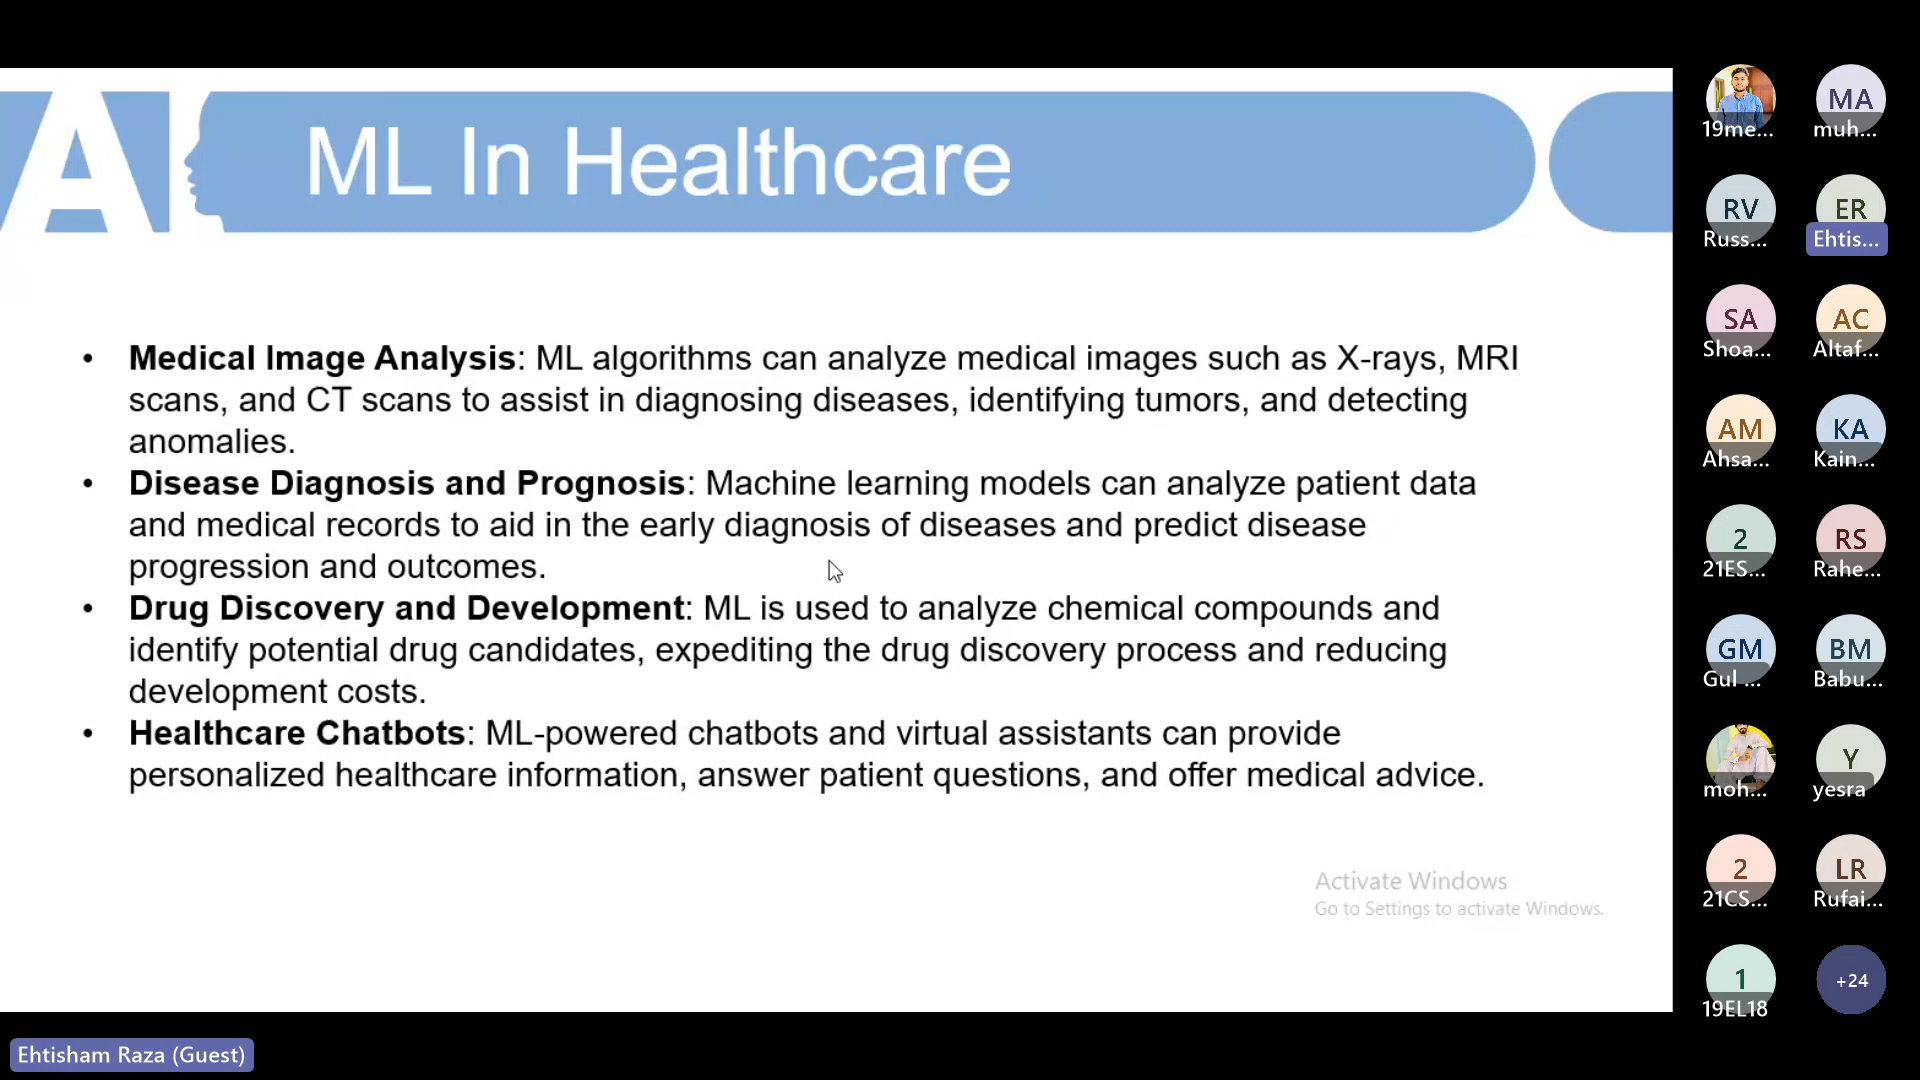 A
ML In Healthcare
• Medical Image Analysis: ML algorithms can analyze medical images such as X-rays, MRI
scans, and CT scans to assist in diagnosing diseases, identifying tumors, and detecting
anomalies.
• Disease Diagnosis and Prognosis: Machine learning models can analyze patient data
and medical records to aid in the early diagnosis of diseases and predict disease
progression and outcomes.
• Drug Discovery and Development: ML is used to analyze chemical compounds and
identify potential drug candidates, expediting the drug discovery process and reducing
development costs.
• Healthcare Chatbots: ML-powered chatbots and virtual assistants can provide
personalized healthcare information, answer patient questions, and offer medical advice.
Activate Windows
Go to Settings to activate Windows.
Ehtisham Raza (Guest)
19me...
MA
muh...
RV
Russ...
ER
Ehtis...
SA
Shoa...
AC
Altaf...
AM
Ahsa...
KA
Kain...
2
21ES...
RS
Rahe...
GM
Gul ...
BM
Babu...
moh...
Y
yesra
2
21CS...
LR
Rufai...
1
19EL18
+24